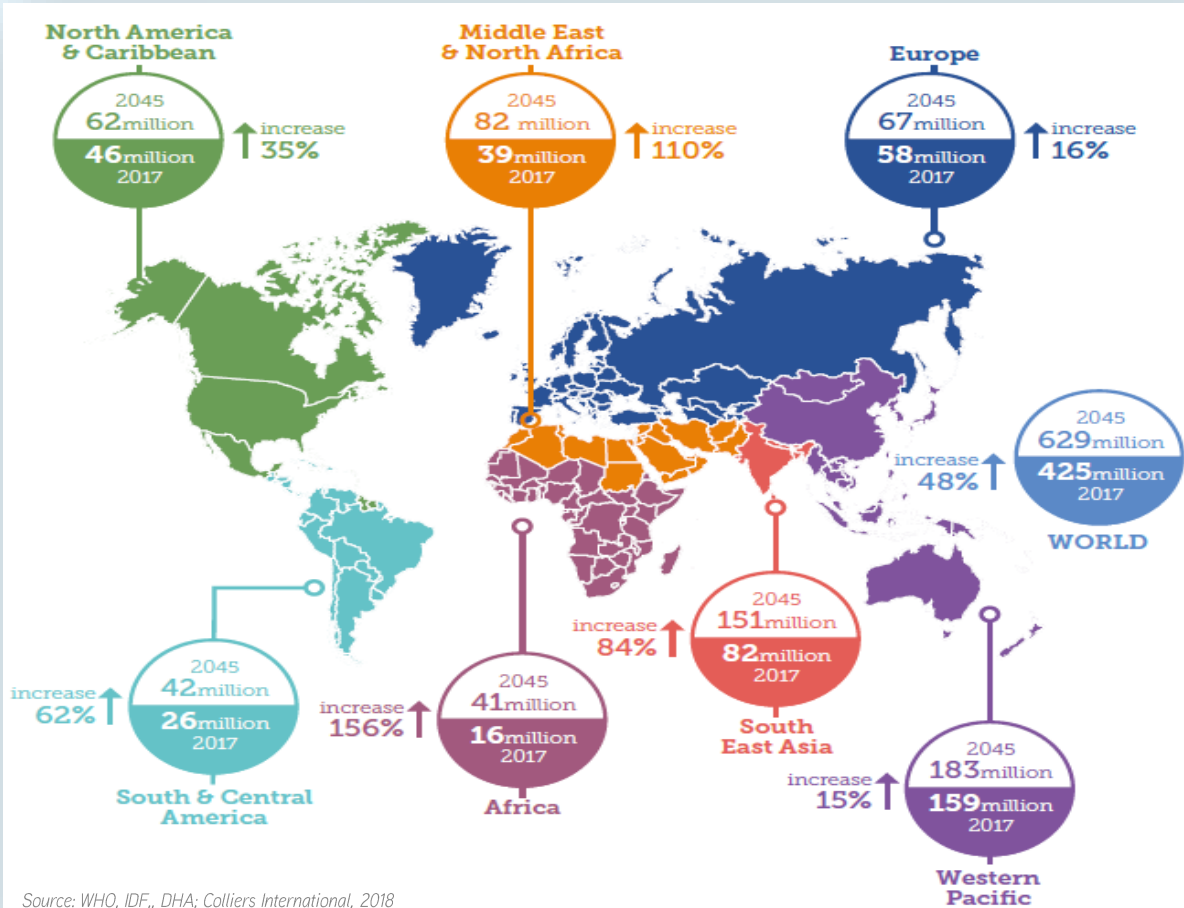 North America
& Caribbean
2045
62million
46million
2017
increase
35%
Middle East
& North Africa
2045
82 million
39million
2017
increase
110%
Europe
2045
67million
58million
2017
increase
16%
2045
629million
425million
2017
WORLD
increase
48%
2045
151million
82million
2017
South
East Asia
increase
84%
2045
42million
26million
2017
South & Central
America
increase
62%
2045
41million
16million
2017
Africa
increase
156%
2045
183million
159million
2017
Western
Pacific
increase
15%
Source: WHO, IDF,, DHA; Colliers International, 2018